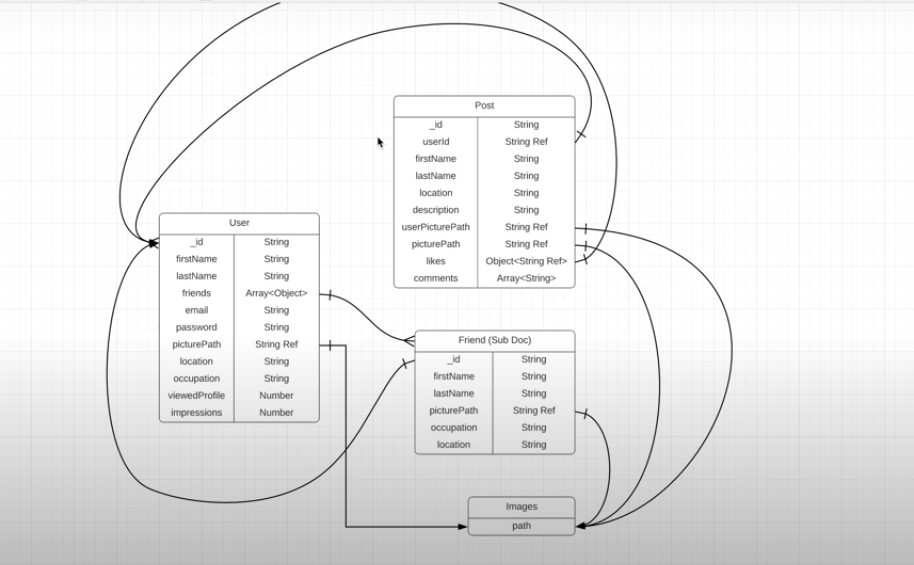 Post
_id String
userId String Ref
firstName String
lastName String
location String
description String
userPicturePath String Ref
picturePath String Ref
likes Object<String Ref>
comments Array<String>
User
_id String
firstName String
lastName String
friends Array<Object>
email String
password String
picturePath String Ref
location String
occupation String
viewedProfile Number
impressions Number
Friend (Sub Doc)
_id String
firstName String
lastName String
picturePath String Ref
occupation String
location String
Images
path